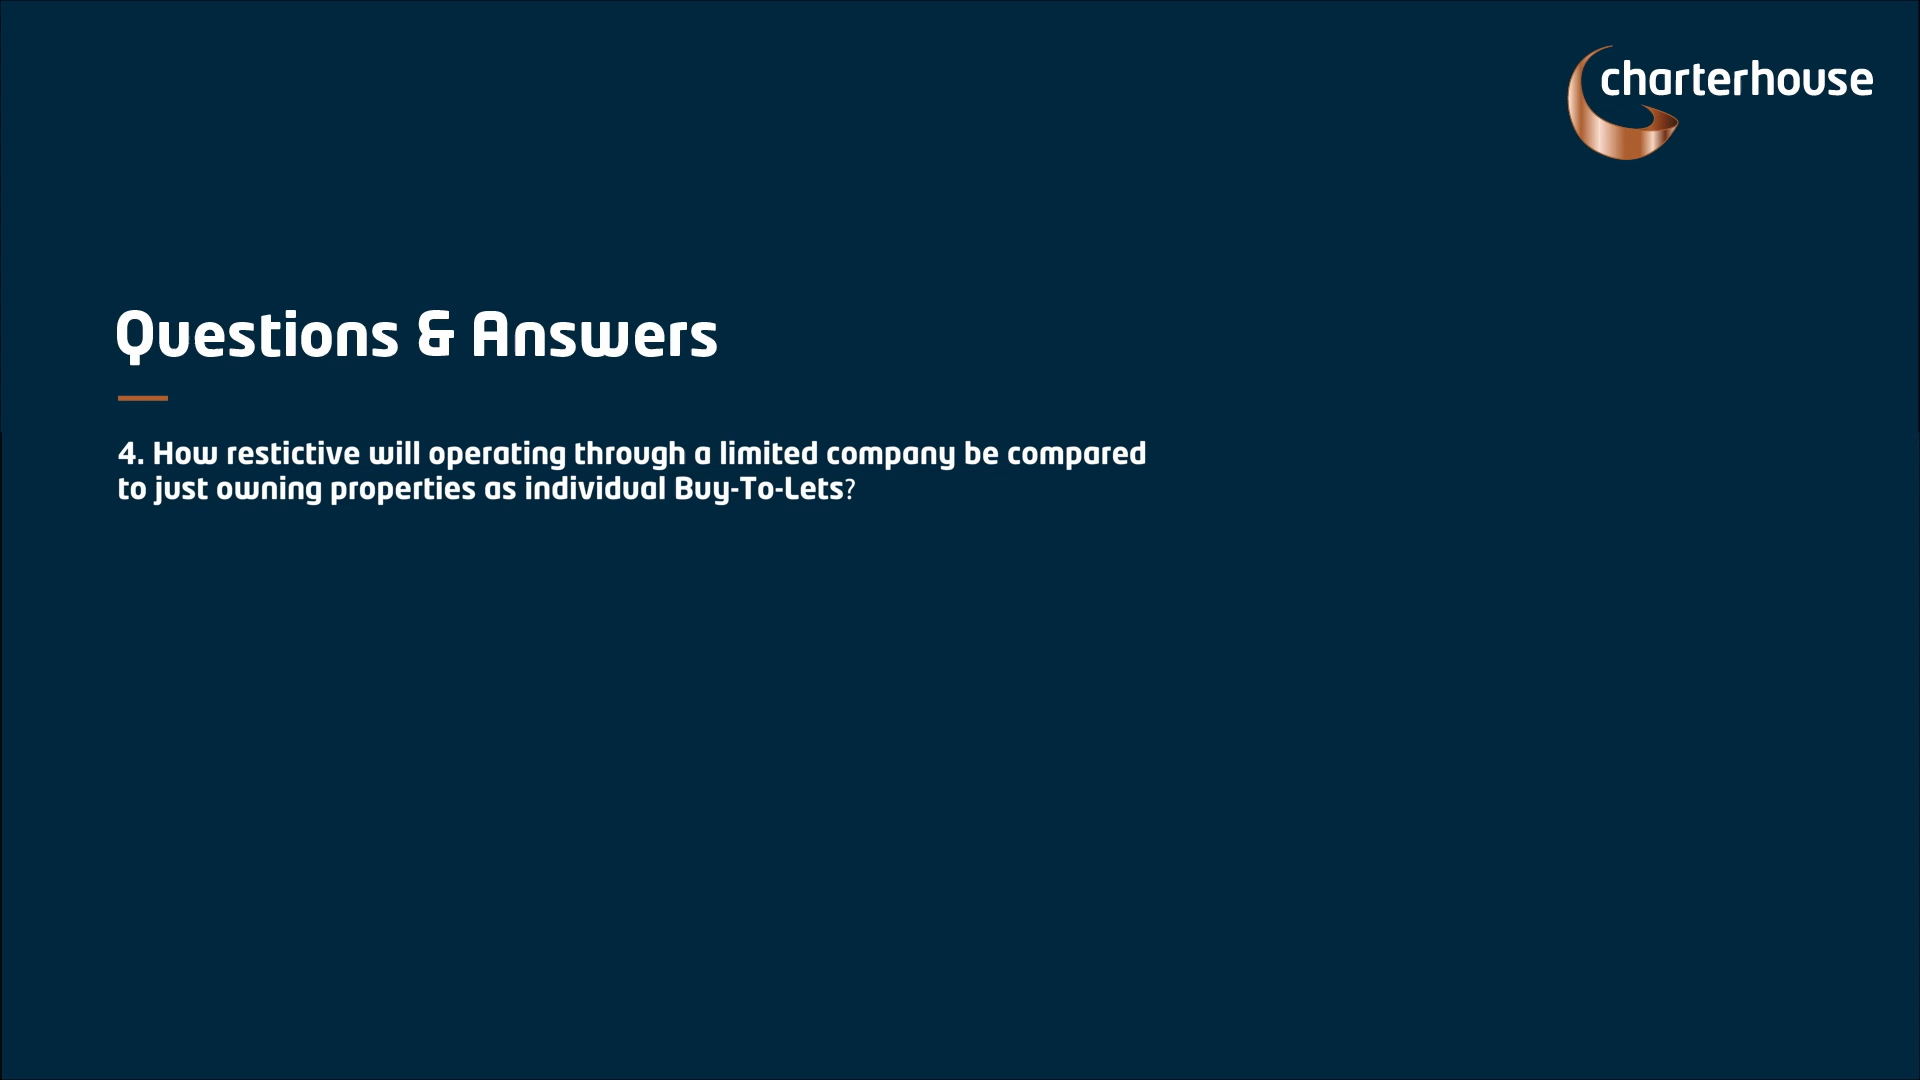 charterhouse
Questions & Answers
4. How restictive will operating through a limited company be compared
to just owning properties as individual Buy-To-Lets?